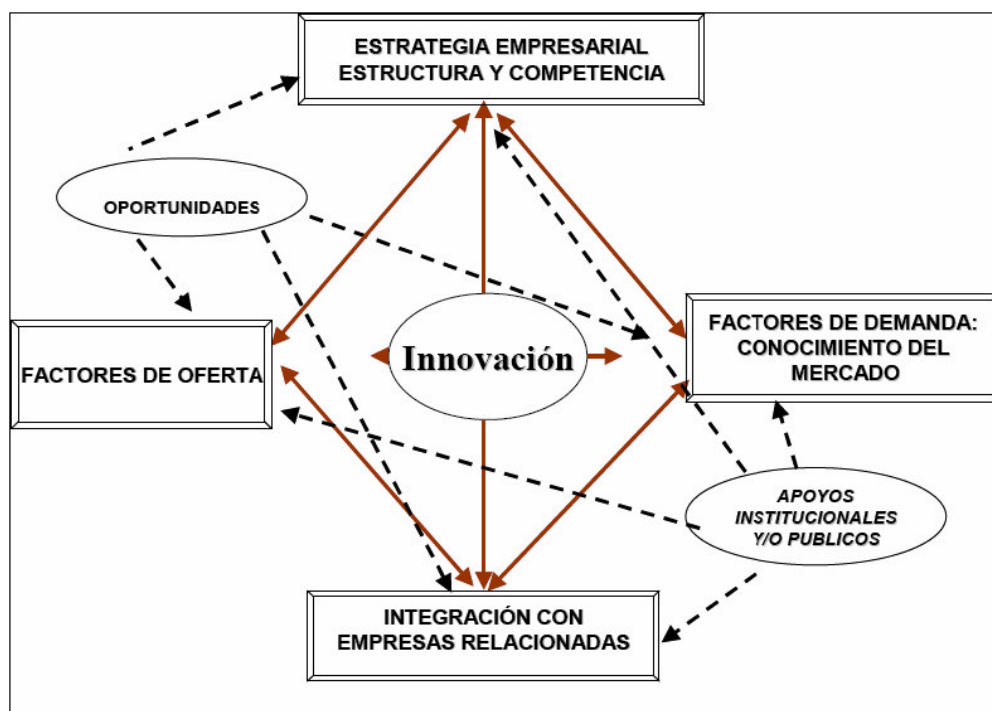 ESTRATEGIA EMPRESARIAL
ESTRUCTURA Y COMPETENCIA
OPORTUNIDADES
FACTORES DE OFERTA
Innovación
FACTORES DE DEMANDA:
CONOCIMIENTO DEL
MERCADO
APOYOS
INSTITUCIONALES
Y/O PUBLICOS
INTEGRACIÓN CON
EMPRESAS RELACIONADAS